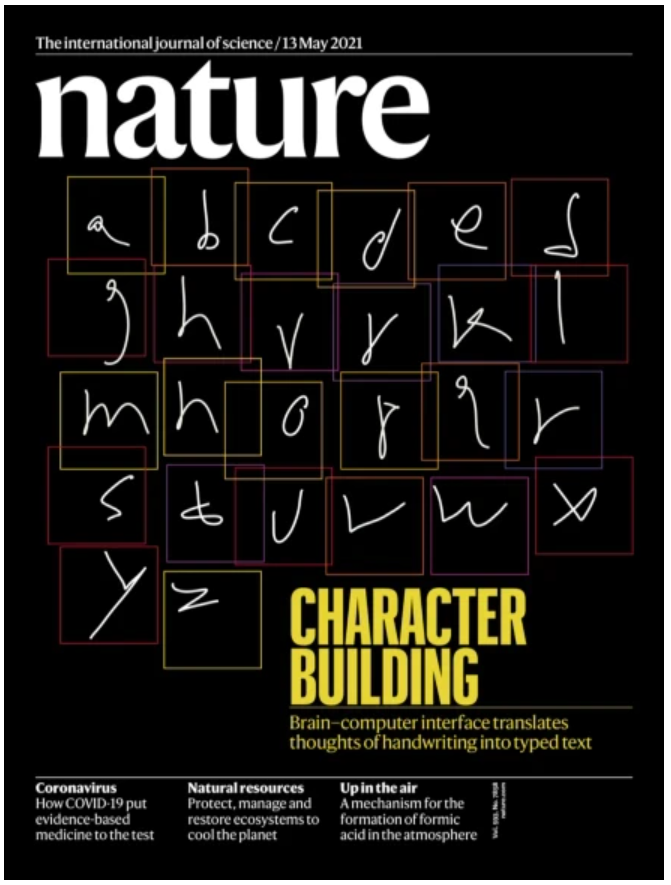 The international journal of science / 13 May 2021
nature
a b c d e f
g h i j k l
m n o p q r
s t u v w x
y z
CHARACTER
BUILDING
Brain–computer interface translates
thoughts of handwriting into typed text
Coronavirus
How COVID-19 put
evidence-based
medicine to the test
Natural resources
Protect, manage and
restore ecosystems to
cool the planet
Up in the air
A mechanism for the
formation of formic
acid in the atmosphere
nature.com